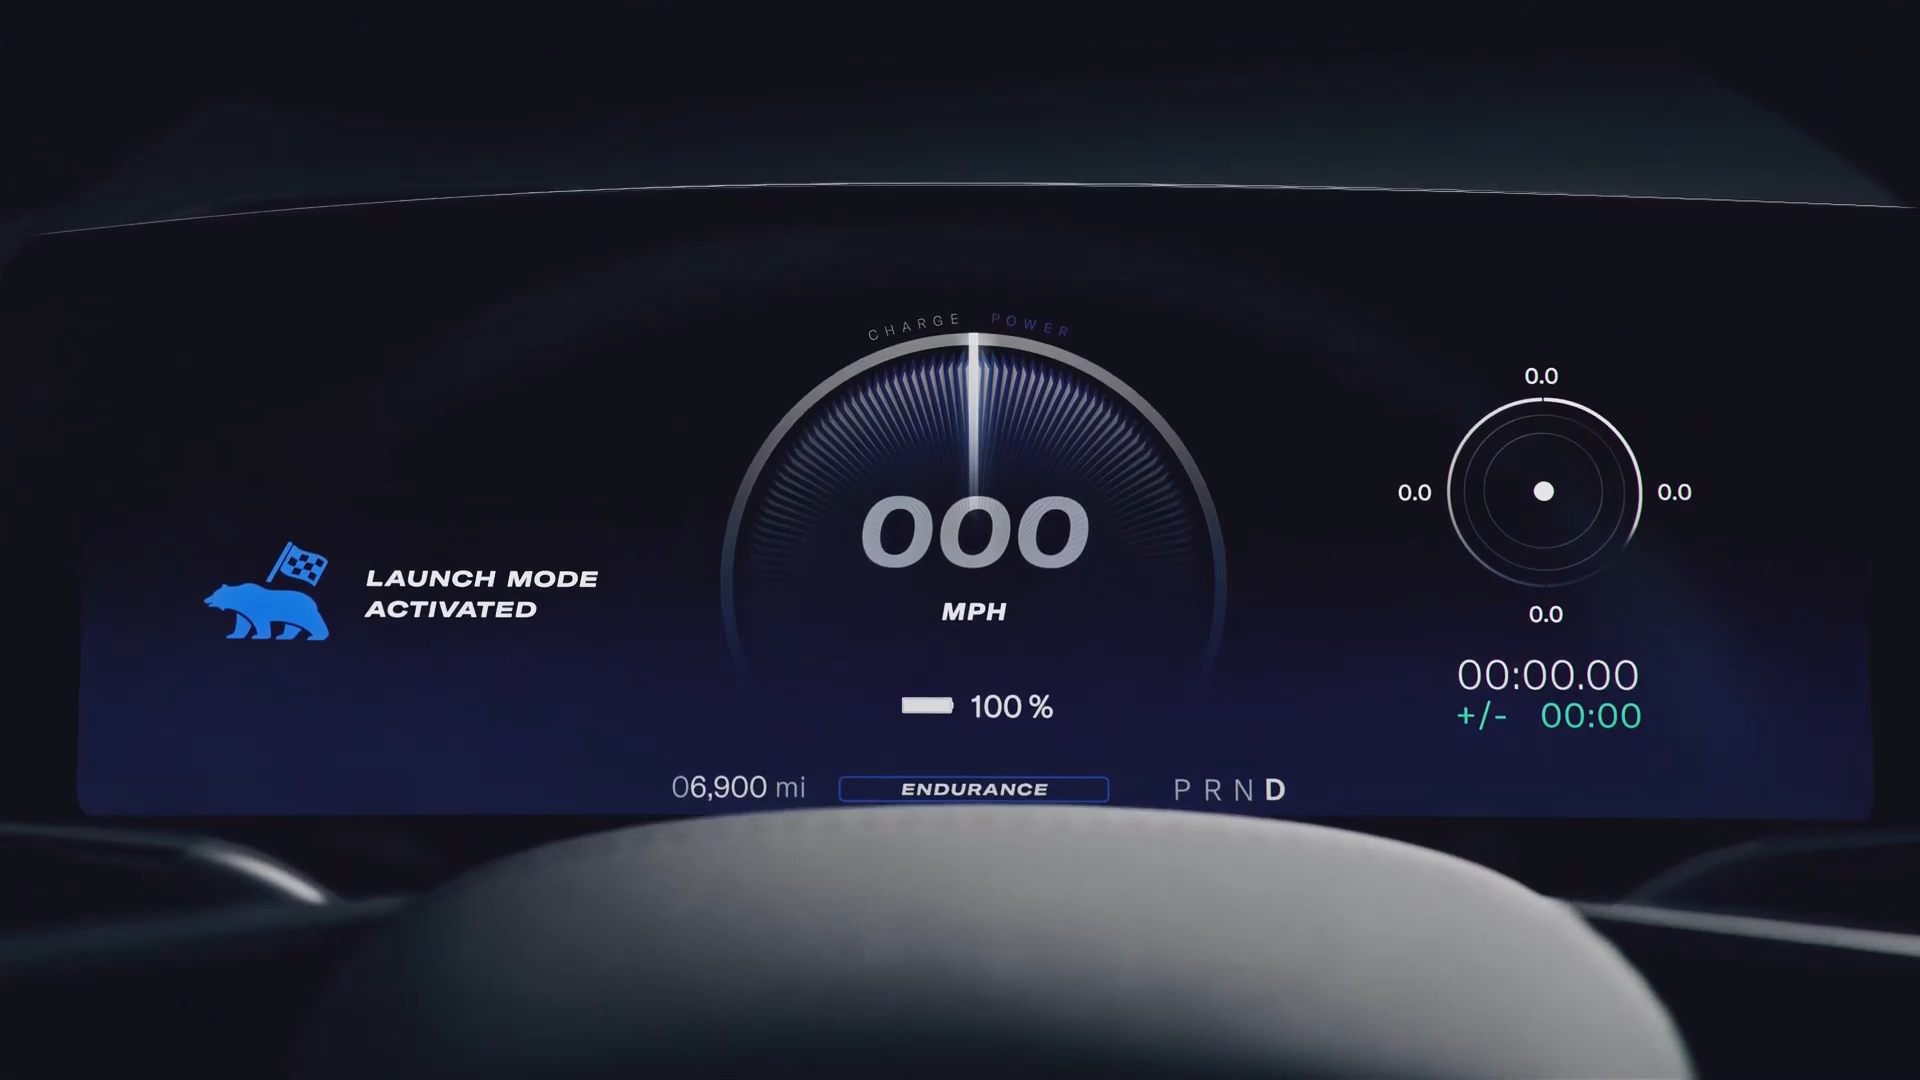 CHARGE POWER
0.0
0.0
0.0
0.0
LAUNCH MODE
ACTIVATED
000
MPH
100 %
00:00.00
+/- 00:00
06,900 mi
ENDURANCE
P R N D